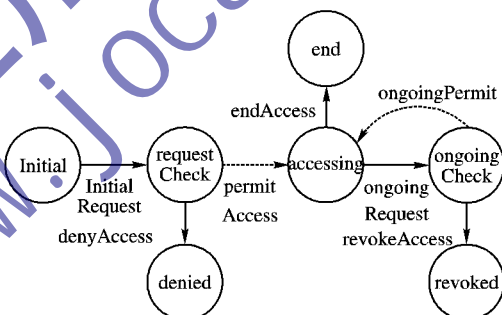 end
endAccess
ongoingPermit
Initial
request
Check
accessing
ongoing
Check
Initial
Request
permit
Access
ongoing
Request
denyAccess
revokeAccess
denied
revoked
w.joca